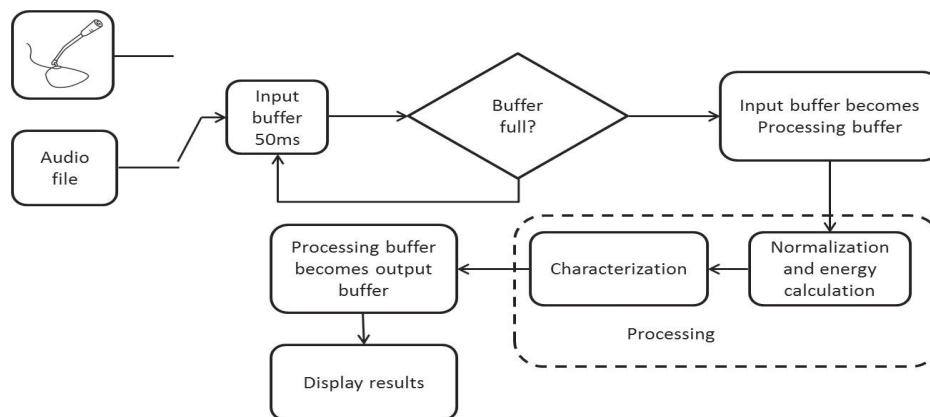 Audio
file
Input
buffer
50ms
Buffer
full?
Input buffer becomes
Processing buffer
Normalization
and energy
calculation
Characterization
Processing
Processing buffer
becomes output
buffer
Display results